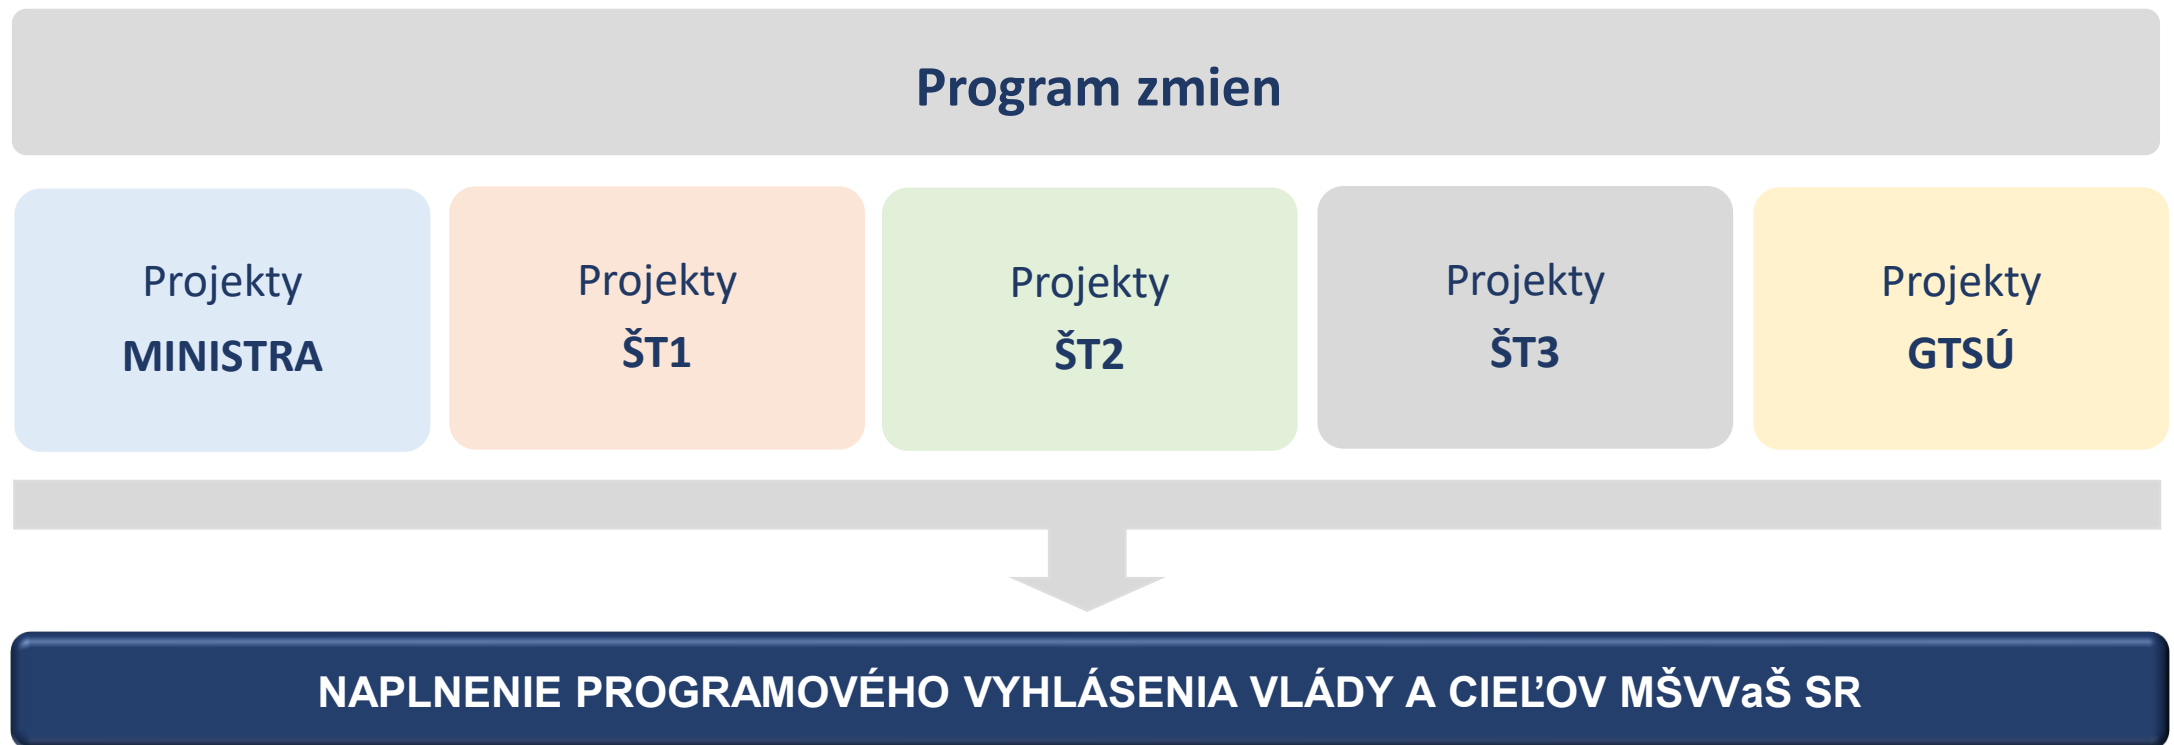 Program zmien
Projekty
MINISTRA
Projekty
ŠT1
Projekty
ŠT2
Projekty
ŠT3
Projekty
GTSÚ
NAPLNENIE PROGRAMOVÉHO VYHLÁSENIA VLÁDY A CIEĽOV MŠVVaŠ SR